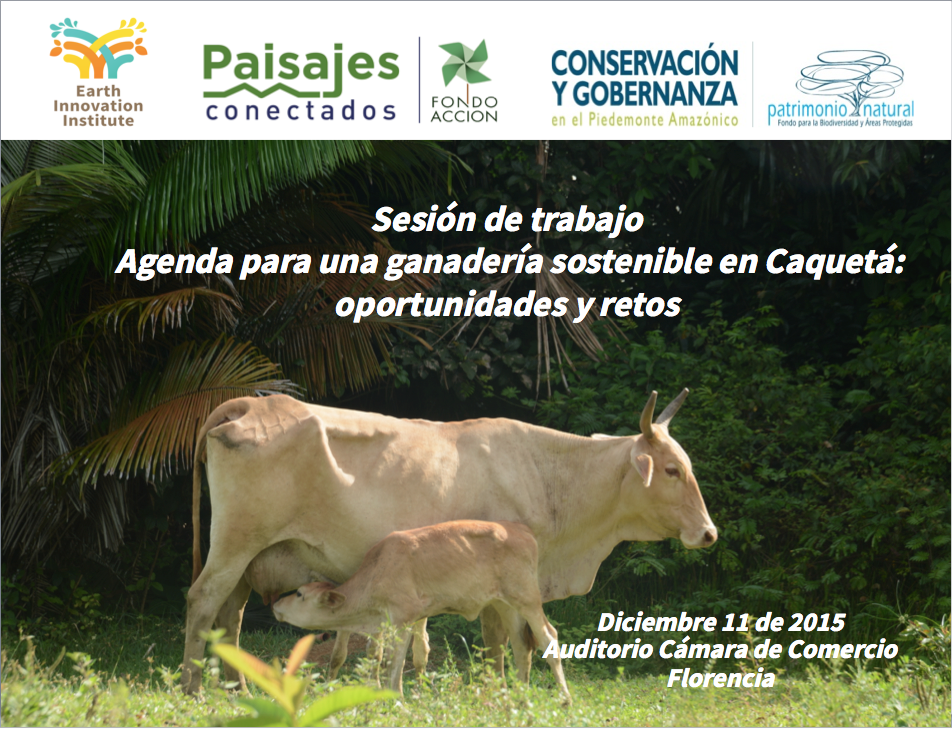 Earth
Innovation
Institute
Paisajes
conectados
FONDO
ACCION
CONSERVACIÓN
Y GOBERNANZA
en el Piedemonte Amazónico
patrimonio natural
Fondo para la Biodiversidad y Áreas Protegidas
Sesión de trabajo
Agenda para una ganadería sostenible en Caquetá:
oportunidades y retos
Diciembre 11 de 2015
Auditorio Cámara de Comercio
Florencia